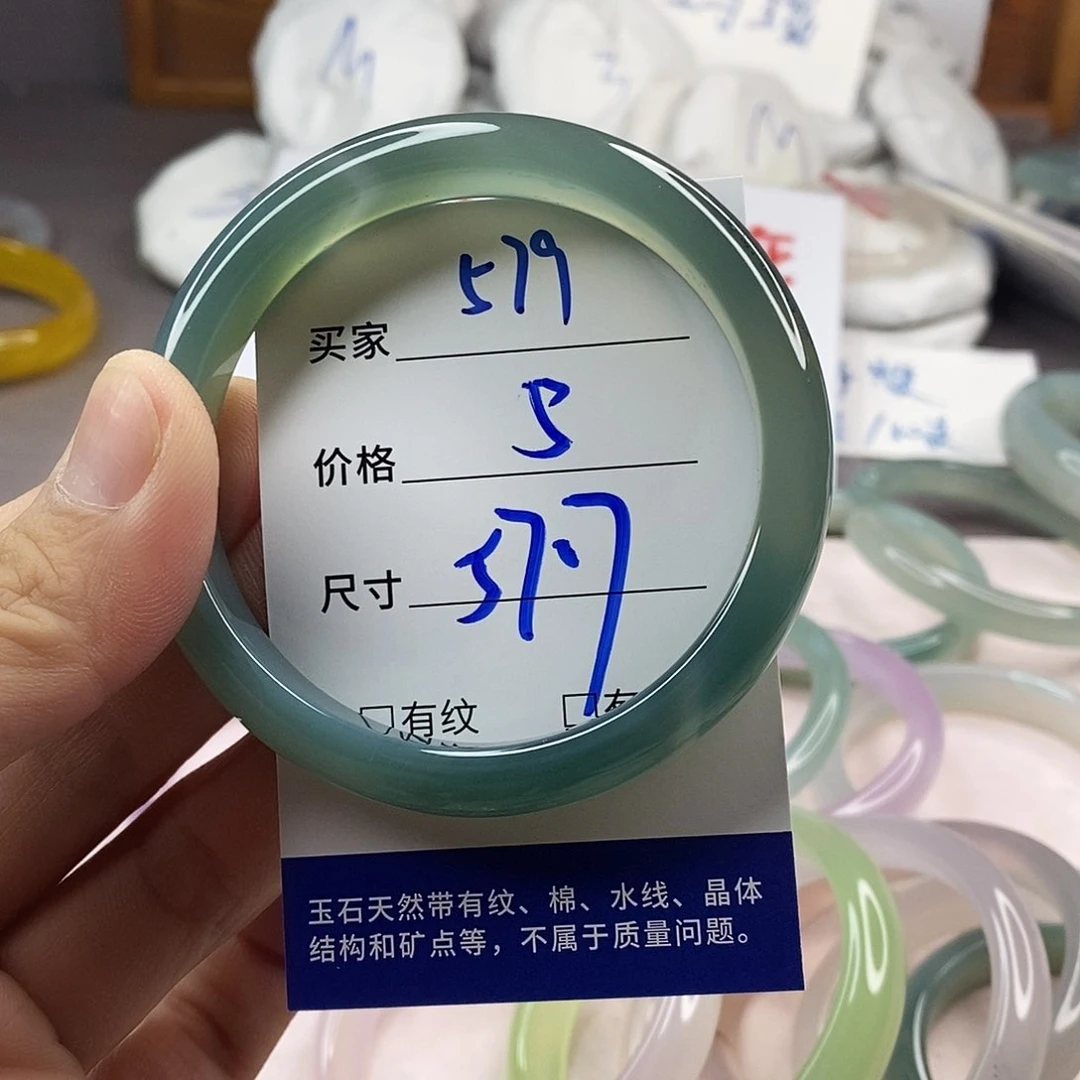 579
买家
5
价格
57.7
尺寸
有纹
玉石天然带有纹、棉、水线、晶体
结构和矿点等，不属于质量问题。